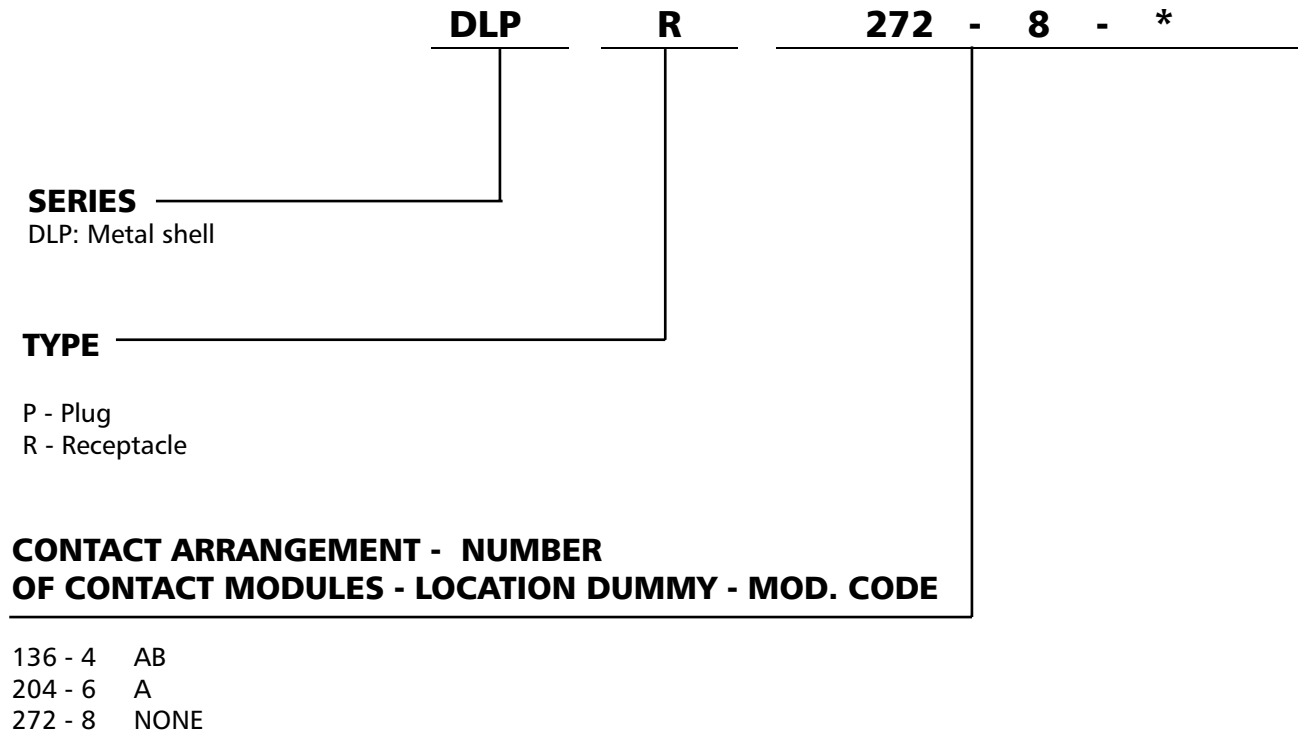 DLP R 272 - 8 - *
SERIES
DLP: Metal shell
TYPE
P - Plug
R - Receptacle
CONTACT ARRANGEMENT - NUMBER
OF CONTACT MODULES - LOCATION DUMMY - MOD. CODE
136 - 4 AB
204 - 6 A
272 - 8 NONE